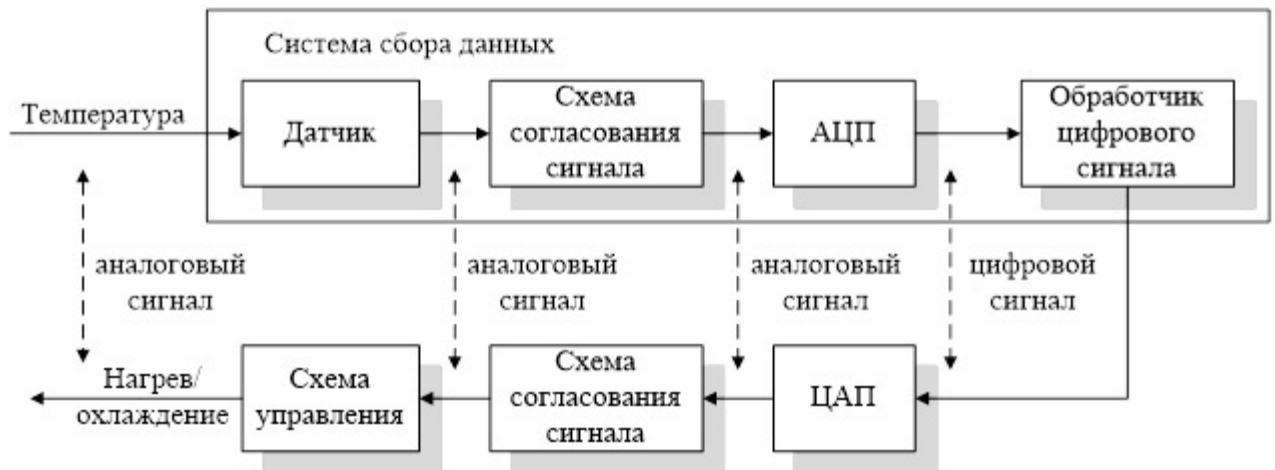 Система сбора данных
Температура
Датчик
Схема
согласования
сигнала
АЦП
Обработчик
цифрового
сигнала
аналоговый
сигнал
аналоговый
сигнал
аналоговый
сигнал
цифровой
сигнал
Нагрев/
охлаждение
Схема
управления
Схема
согласования
сигнала
ЦАП